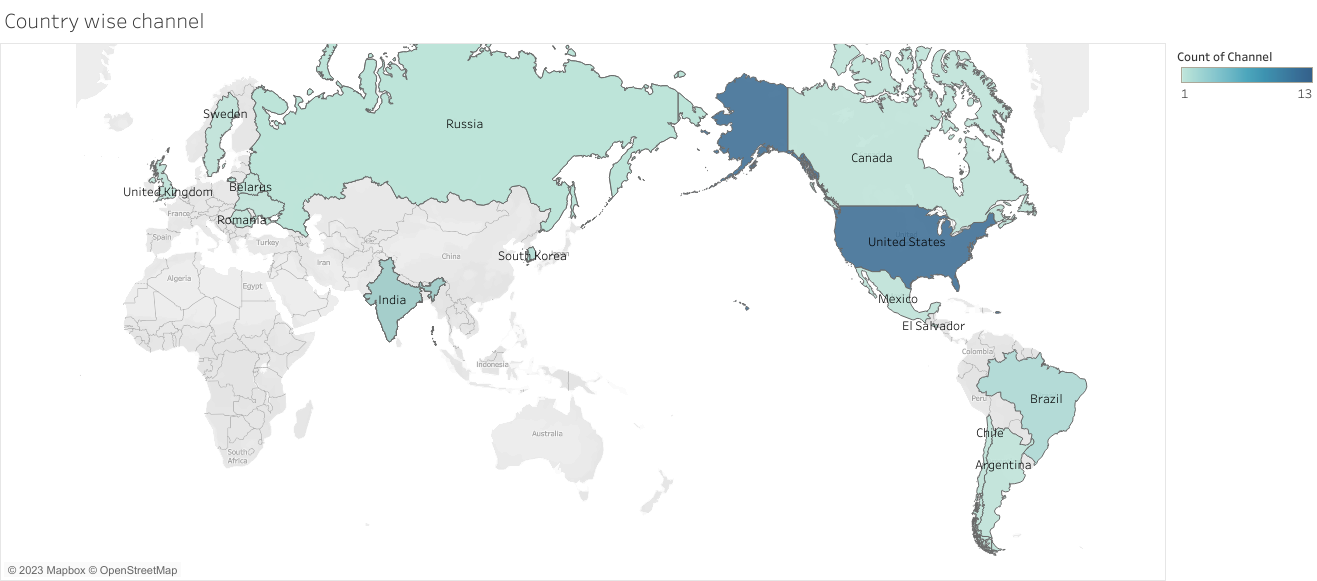 Country wise channel
Count of Channel
1 13
Sweden
Russia
Canada
United Kingdom
Belarus
France
Romania
Spain
Turkey
United States
South Korea
China
Iran
Algeria
Egypt
India
Mexico
El Salvador
Colombia
Indonesia
Peru
Brazil
Australia
Chile
South
Africa
Argentina
© 2023 Mapbox © OpenStreetMap